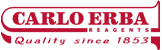 CARLO ERBA
REAGENTS
Quality since 1853